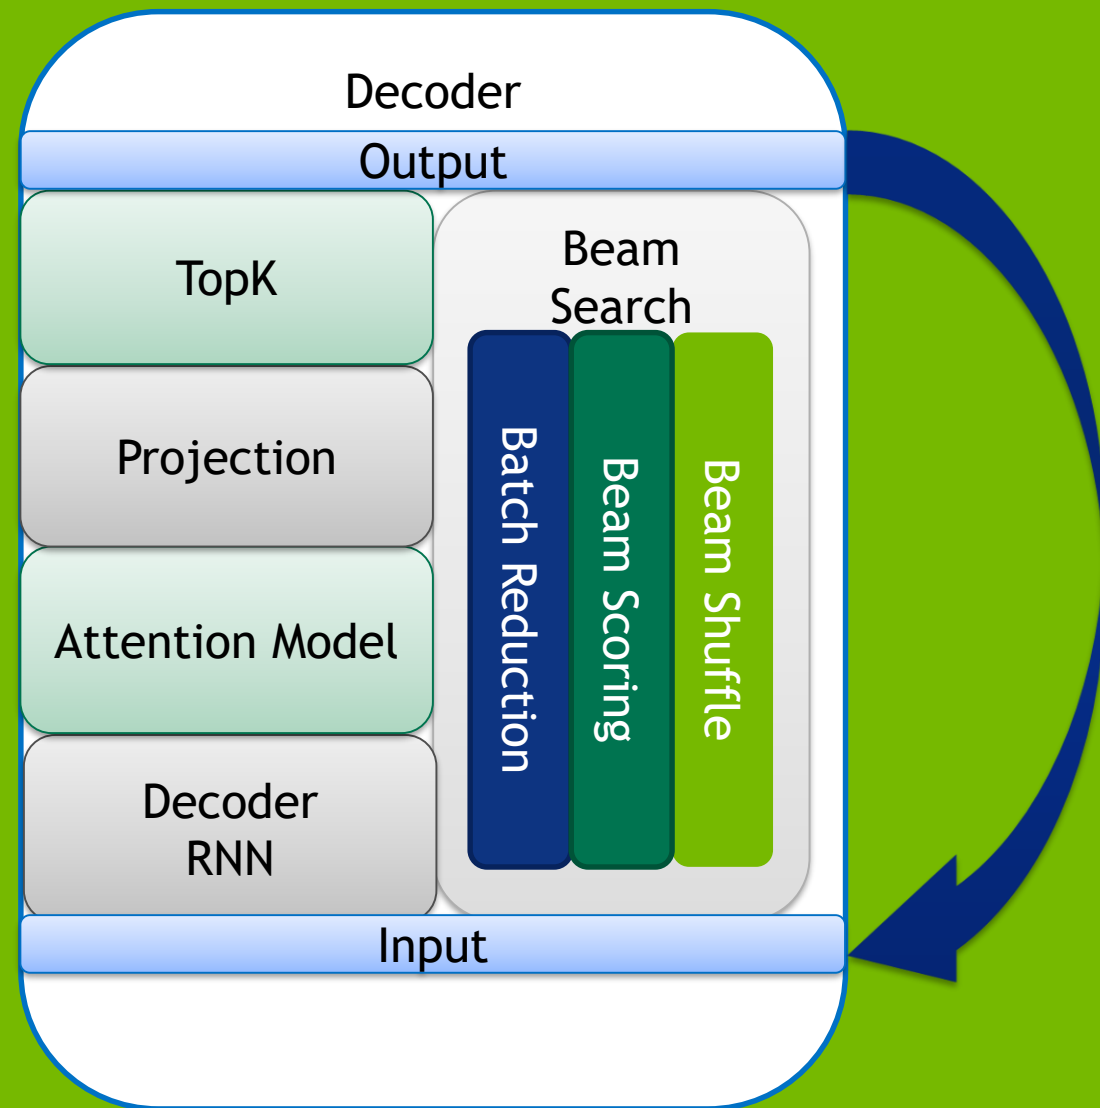 Decoder
Output
TopK
Projection
Attention Model
Decoder
RNN
Beam
Search
Batch Reduction
Beam Scoring
Beam Shuffle
Input